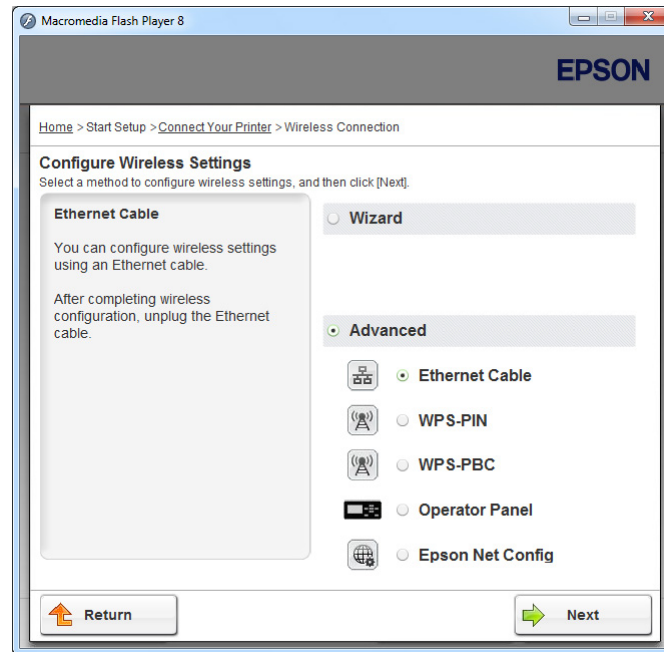 Macromedia Flash Player 8
EPSON
Home > Start Setup > Connect Your Printer > Wireless Connection
Configure Wireless Settings
Select a method to configure wireless settings, and then click [Next].
Ethernet Cable
You can configure wireless settings
using an Ethernet cable.
After completing wireless
configuration, unplug the Ethernet
cable.
Wizard
Advanced
Ethernet Cable
WPS-PIN
WPS-PBC
Operator Panel
Epson Net Config
Return
Next